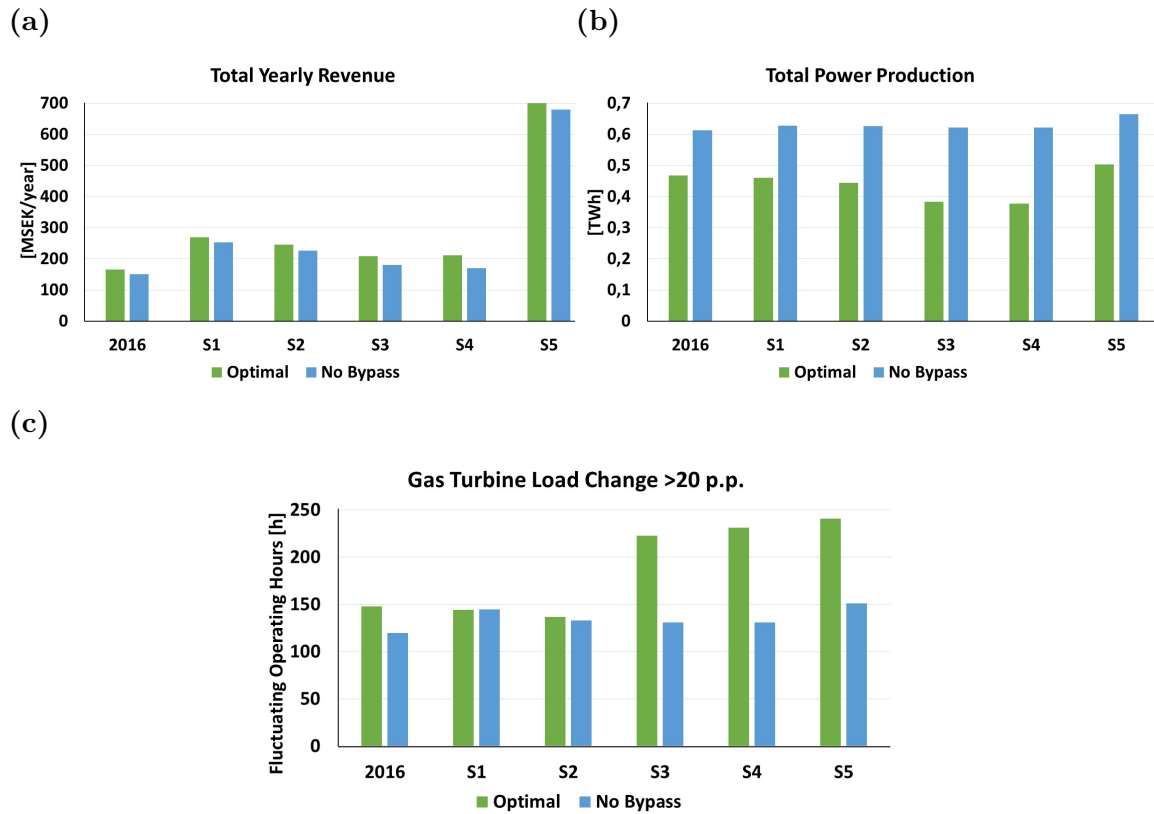 (a)
Total Yearly Revenue
[MSEK/year]
700
600
500
400
300
200
100
0
2016 S1 S2 S3 S4 S5
Optimal No Bypass
(b)
Total Power Production
[TWh]
0,7
0,6
0,5
0,4
0,3
0,2
0,1
0
2016 S1 S2 S3 S4 S5
Optimal No Bypass
(c)
Gas Turbine Load Change >20 p.p.
Fluctuating Operating Hours [h]
250
200
150
100
50
0
2016 S1 S2 S3 S4 S5
Optimal No Bypass